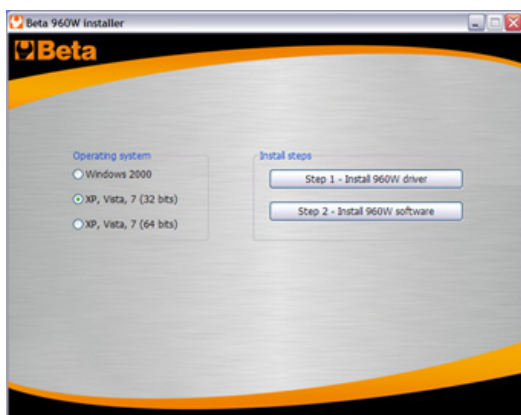 Beta 960W installer
Beta
Operating system
Windows 2000
XP, Vista, 7 (32 bits)
XP, Vista, 7 (64 bits)
Install steps
Step 1 - Install 960W driver
Step 2 - Install 960W software